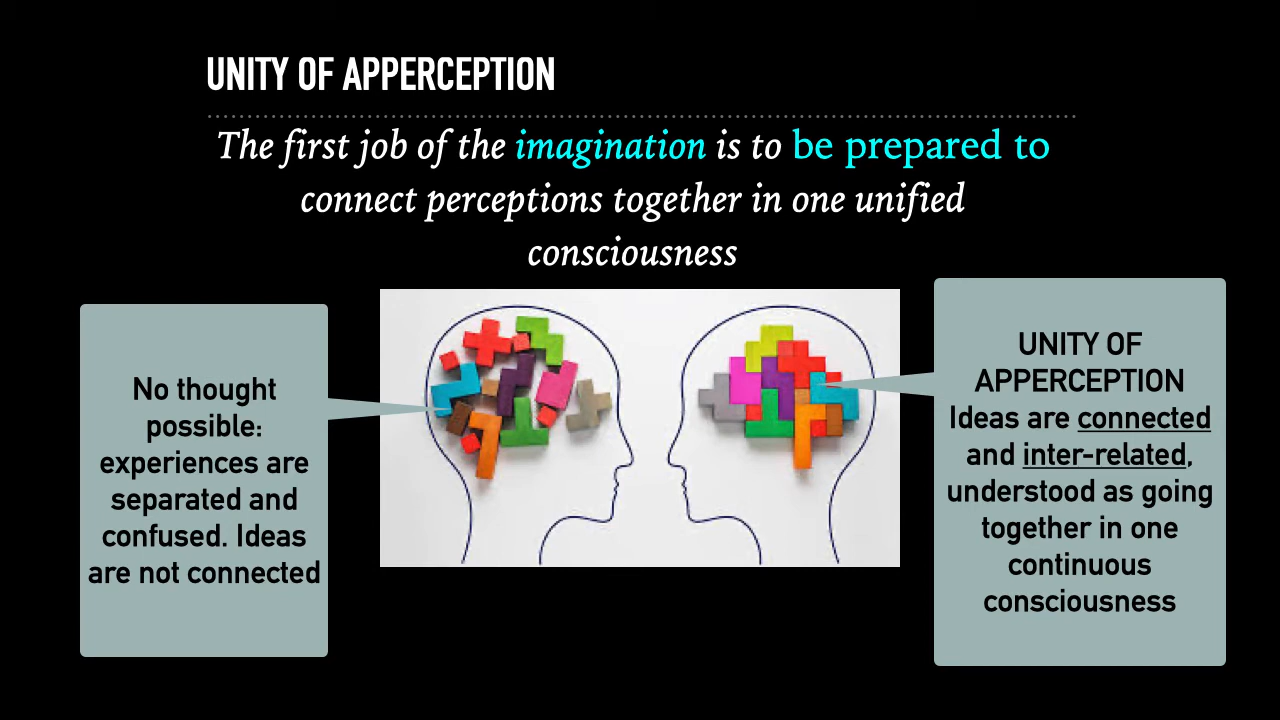 UNITY OF APPERCEPTION
The first job of the imagination is to be prepared to
connect perceptions together in one unified
consciousness
No thought
possible:
experiences are
separated and
confused. Ideas
are not connected
UNITY OF
APPERCEPTION
Ideas are connected
and inter-related,
understood as going
together in one
continuous
consciousness